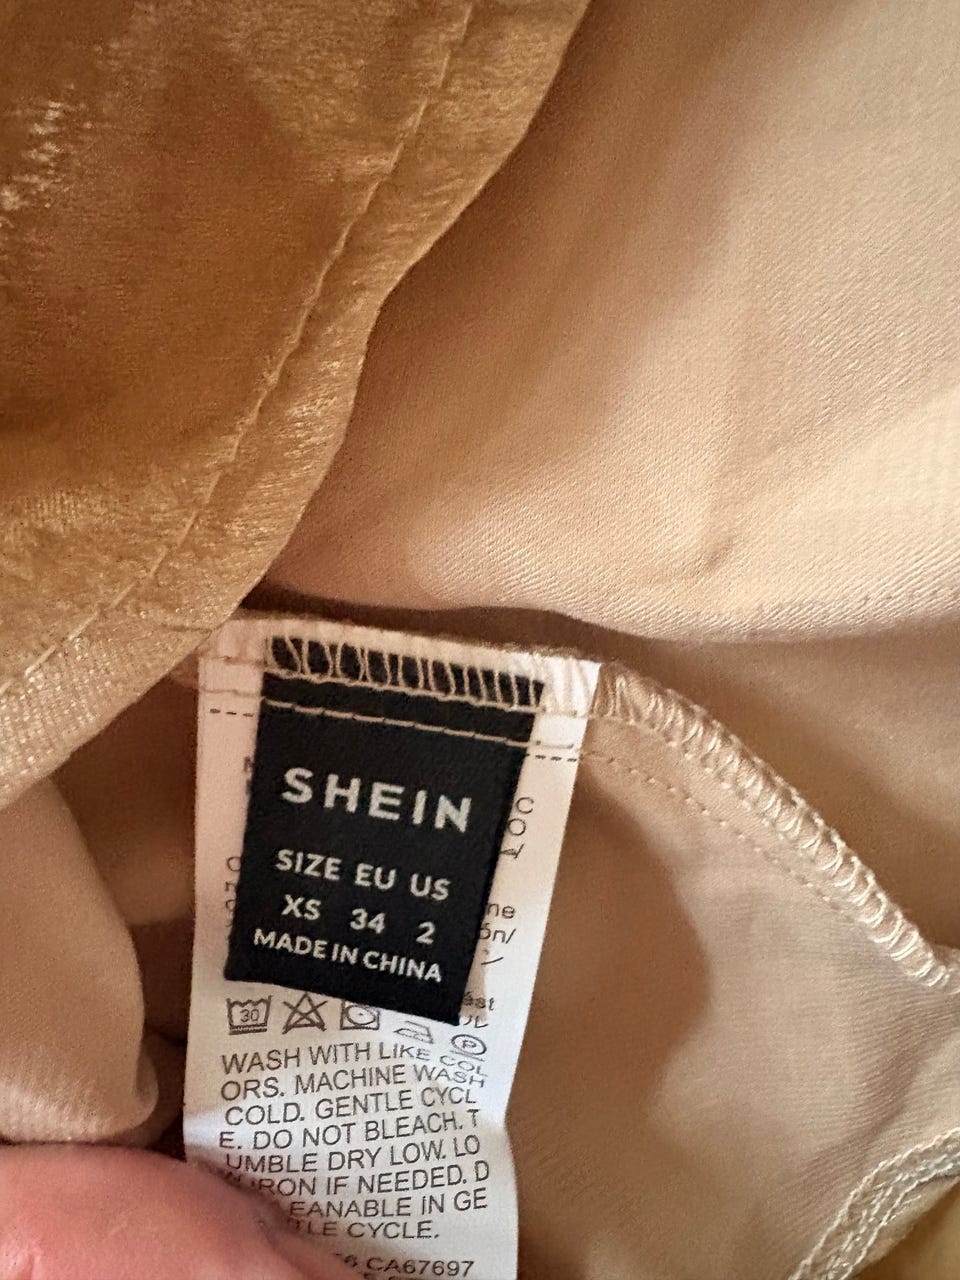 SHEIN
SIZE EU US
XS 34 2
MADE IN CHINA
30
P
WASH WITH LIKE COL
ORS. MACHINE WASH
COLD. GENTLE CYCL
E. DO NOT BLEACH. T
UMBLE DRY LOW. LO
W IRON IF NEEDED. D
EANABLE IN GE
TLE CYCLE.
CA67697